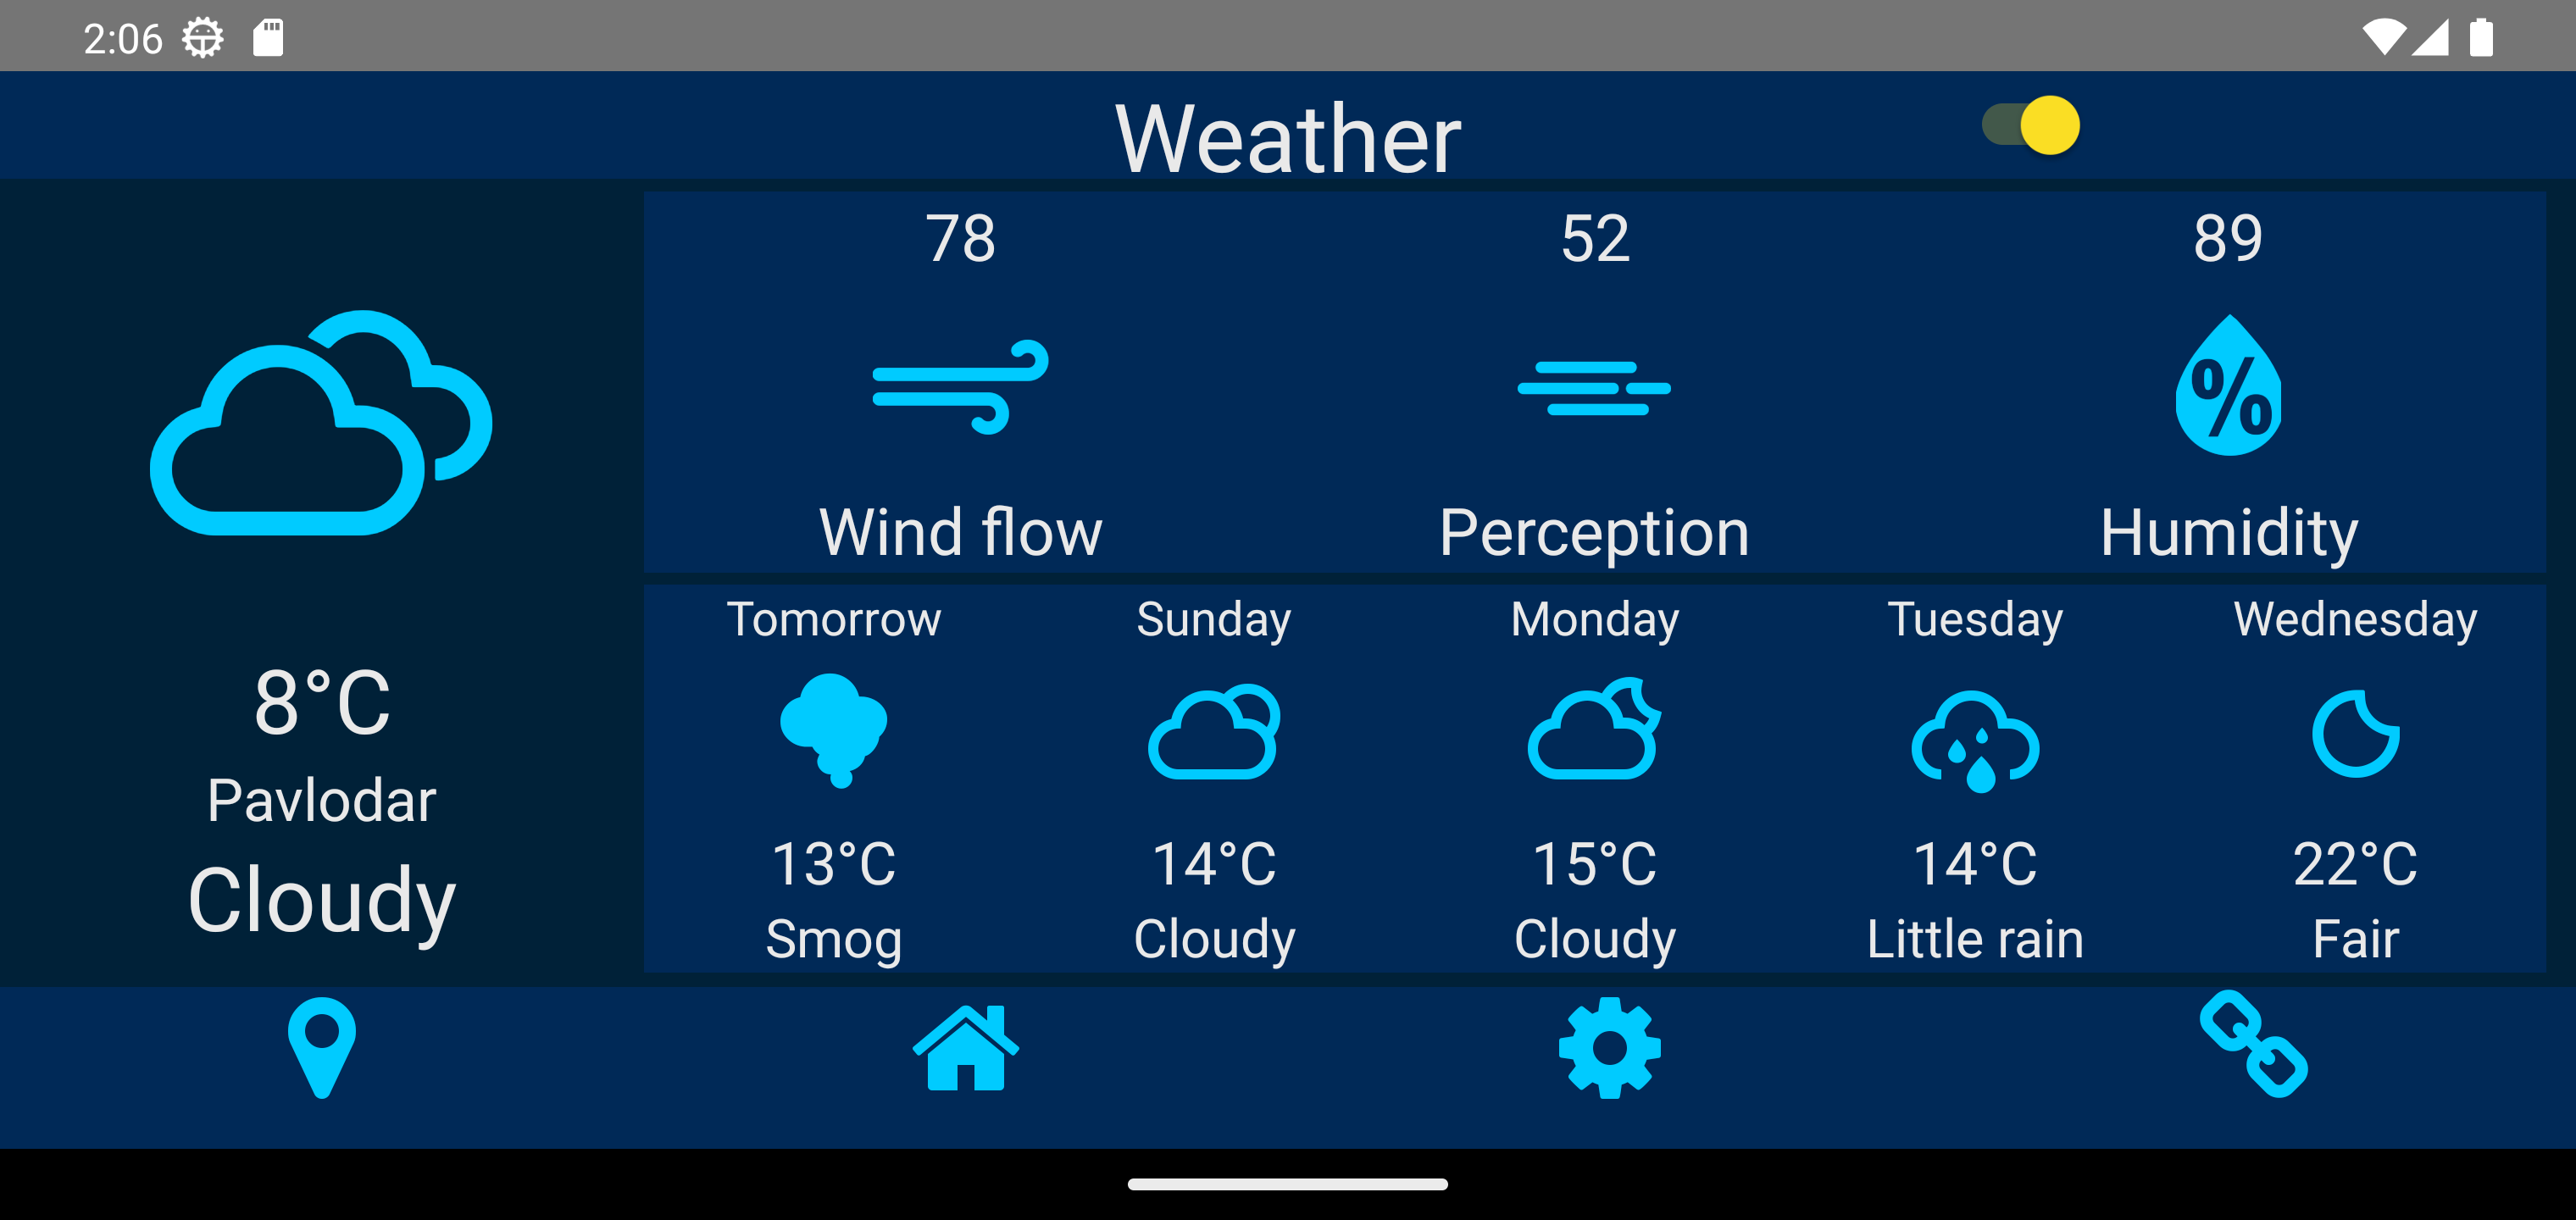 2:06
Weather
78
52
89
%
Wind flow
Perception
Humidity
8°C
Pavlodar
Cloudy
Tomorrow
Sunday
Monday
Tuesday
Wednesday
13°C
14°C
15°C
14°C
22°C
Smog
Cloudy
Cloudy
Little rain
Fair